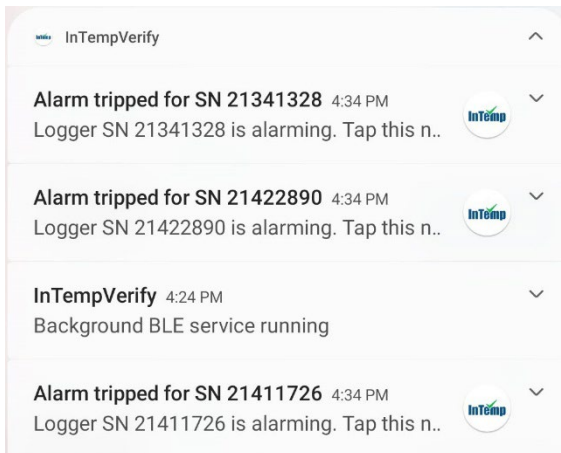 InTempVerify
Alarm tripped for SN 21341328 4:34 PM
Logger SN 21341328 is alarming. Tap this n..
InTemp
Alarm tripped for SN 21422890 4:34 PM
Logger SN 21422890 is alarming. Tap this n..
InTemp
InTempVerify 4:24 PM
Background BLE service running
Alarm tripped for SN 21411726 4:34 PM
Logger SN 21411726 is alarming. Tap this n..
InTemp